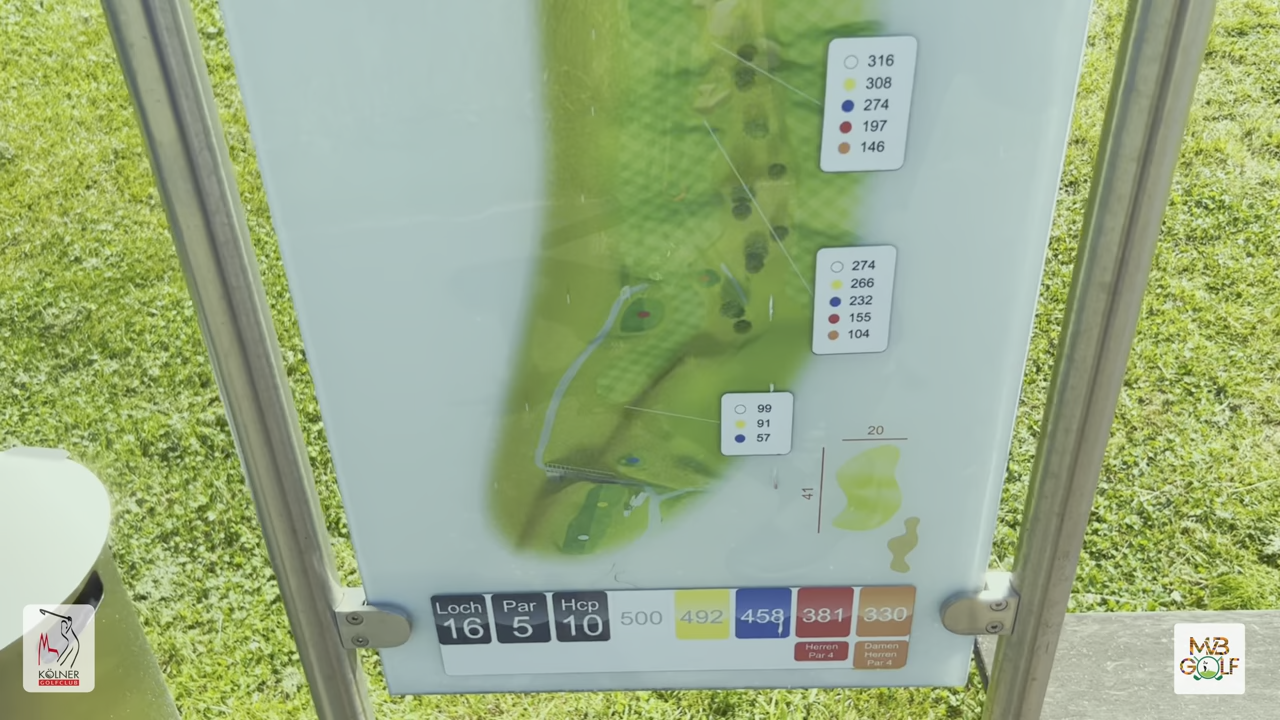 316
308
274
197
146
274
266
232
155
104
99
91
57
20
41
Loch 16
Par 5
Hcp 10
500
492
458
381
330
Herren
Par 4
Damen
Herren
Par 4
KÖLNER
GOLFCLUB
MB
GOLF